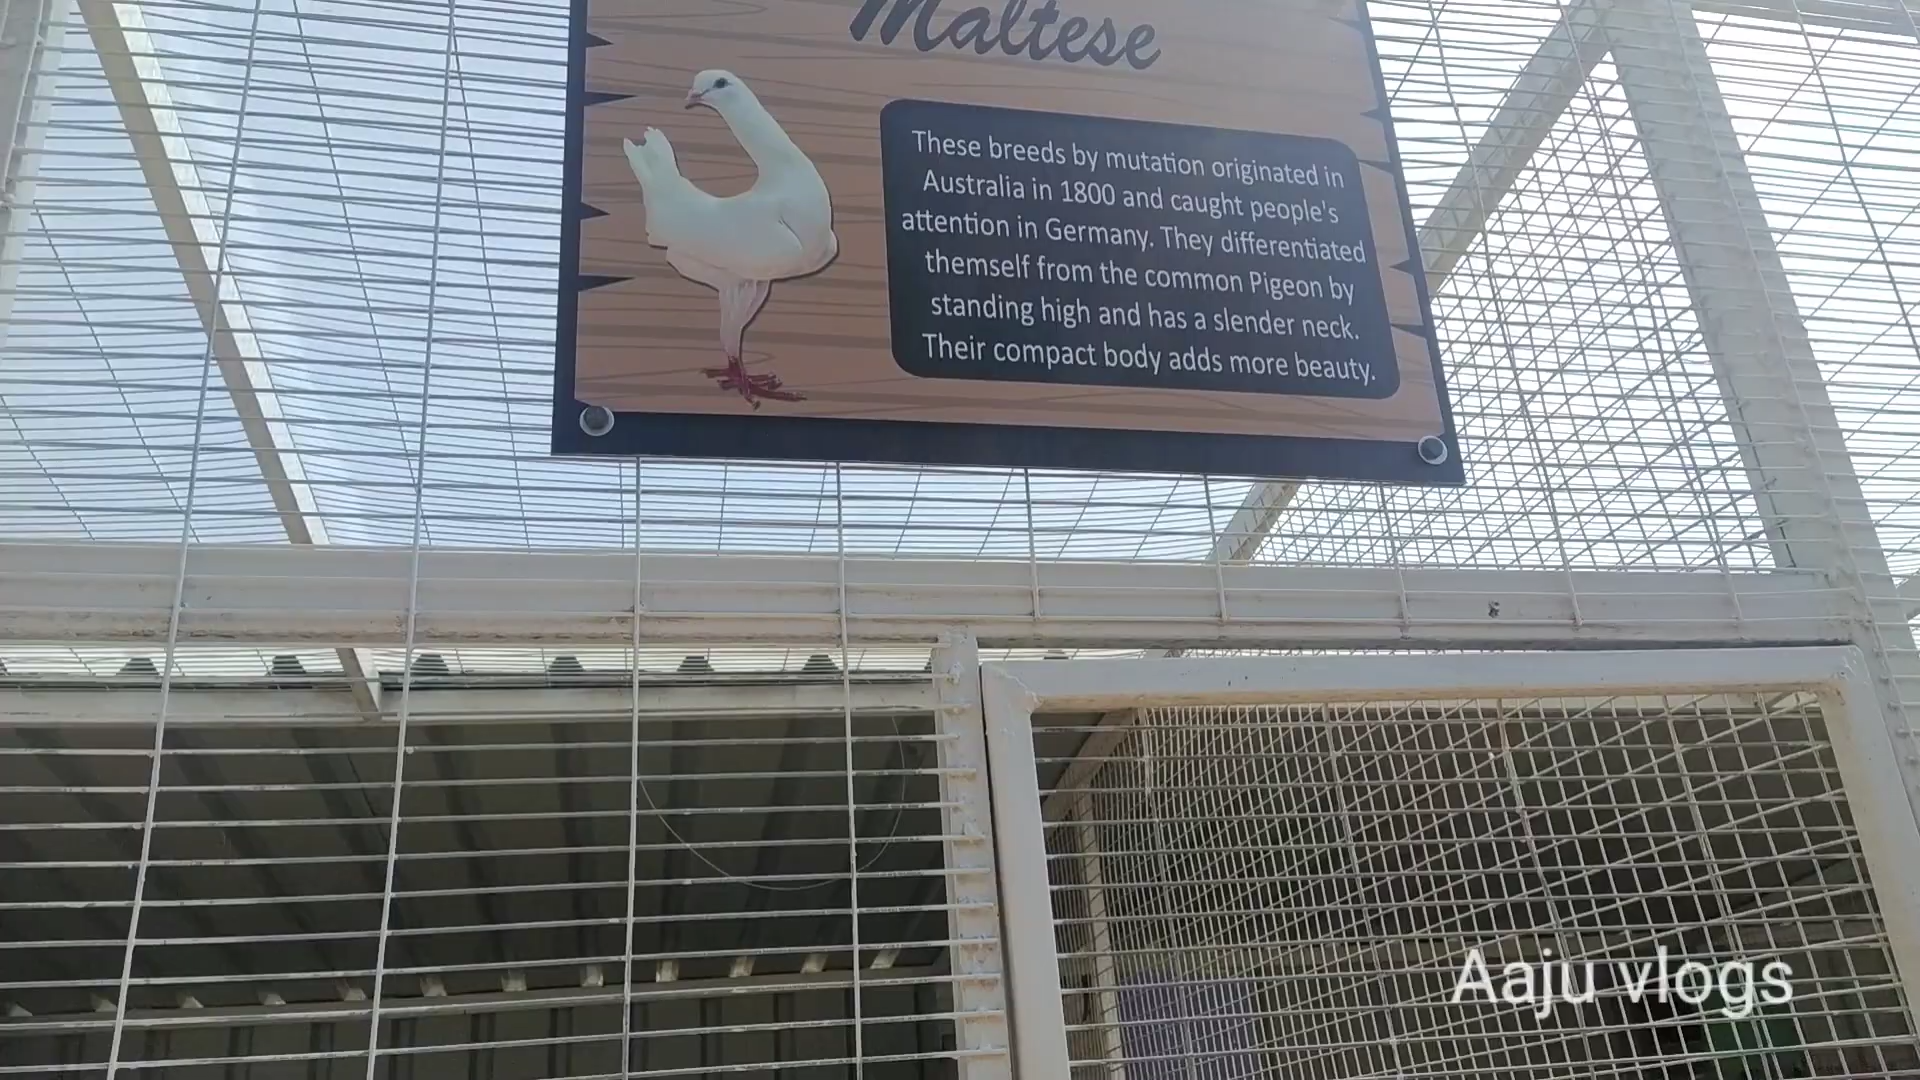 Maltese
These breeds by mutation originated in
Australia in 1800 and caught people's
attention in Germany. They differentiated
themself from the common Pigeon by
standing high and has a slender neck.
Their compact body adds more beauty.
Aaju vlogs